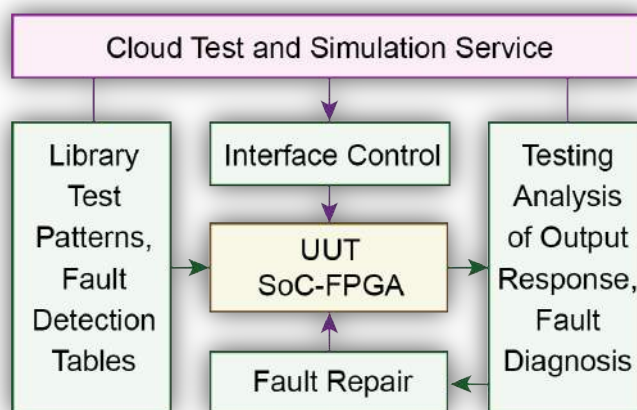 Cloud Test and Simulation Service
Library
Test
Patterns,
Fault
Detection
Tables
Interface Control
UUT
SoC-FPGA
Fault Repair
Testing
Analysis
of Output
Response,
Fault
Diagnosis